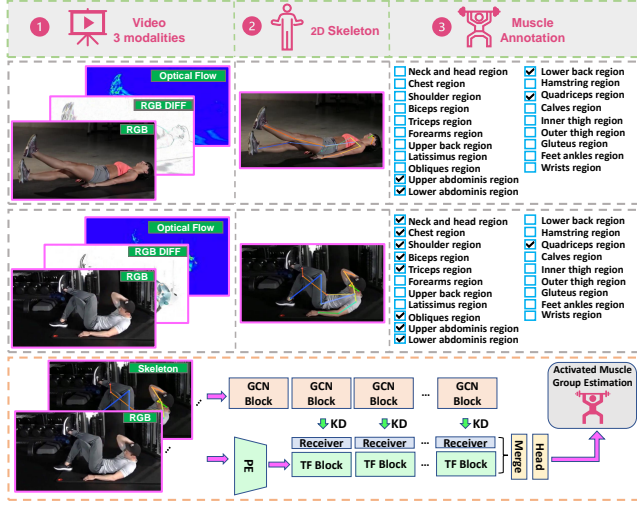 1
Video
3 modalities
2
2D Skeleton
3
Muscle
Annotation
Optical Flow
RGB DIFF
RGB
Neck and head region
Chest region
Shoulder region
Biceps region
Triceps region
Forearms region
Upper back region
Latissimus region
Obliques region
Upper abdominis region
Lower abdominis region
Lower back region
Hamstring region
Quadriceps region
Calves region
Inner thigh region
Outer thigh region
Gluteus region
Feet ankles region
Wrists region
Optical Flow
RGB DIFF
RGB
Neck and head region
Chest region
Shoulder region
Biceps region
Triceps region
Forearms region
Upper back region
Latissimus region
Obliques region
Upper abdominis region
Lower abdominis region
Lower back region
Hamstring region
Quadriceps region
Calves region
Inner thigh region
Outer thigh region
Gluteus region
Feet ankles region
Wrists region
Skeleton
RGB
GCN
Block
GCN
Block
GCN
Block
...
GCN
Block
KD
KD
KD
PE
Receiver
Receiver
...
Receiver
TF Block
TF Block
...
TF Block
Merge
Head
Activated Muscle
Group Estimation